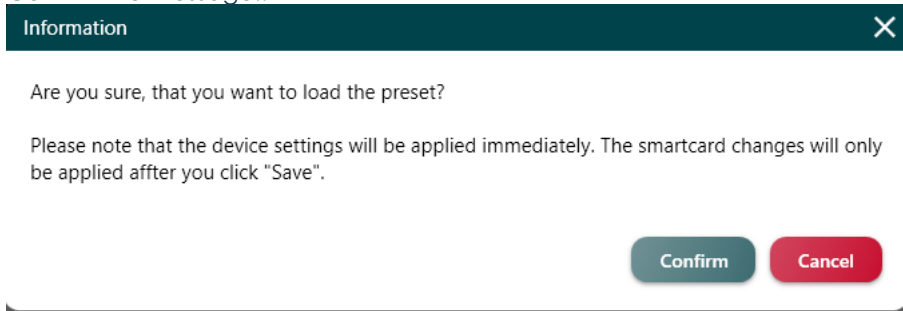 Information
Are you sure, that you want to load the preset?
Please note that the device settings will be applied immediately. The smartcard changes will only
be applied affter you click "Save".
Confirm
Cancel